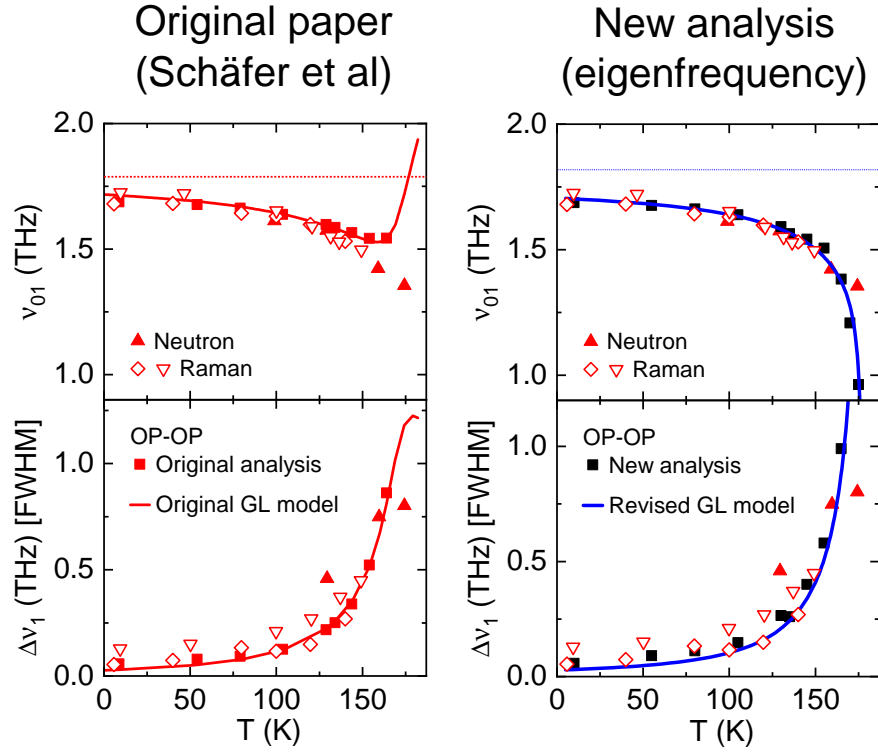 Original paper
(Schäfer et al)
New analysis
(eigenfrequency)
2.0
1.5
1.0
ν01 (THz)
Neutron
Raman
2.0
1.5
1.0
ν01 (THz)
Neutron
Raman
OP-OP
Original analysis
Original GL model
1.0
0.5
0.0
Δν1 (THz) [FWHM]
0 50 100 150
T (K)
OP-OP
New analysis
Revised GL model
1.0
0.5
0.0
Δν1 (THz) [FWHM]
0 50 100 150
T (K)